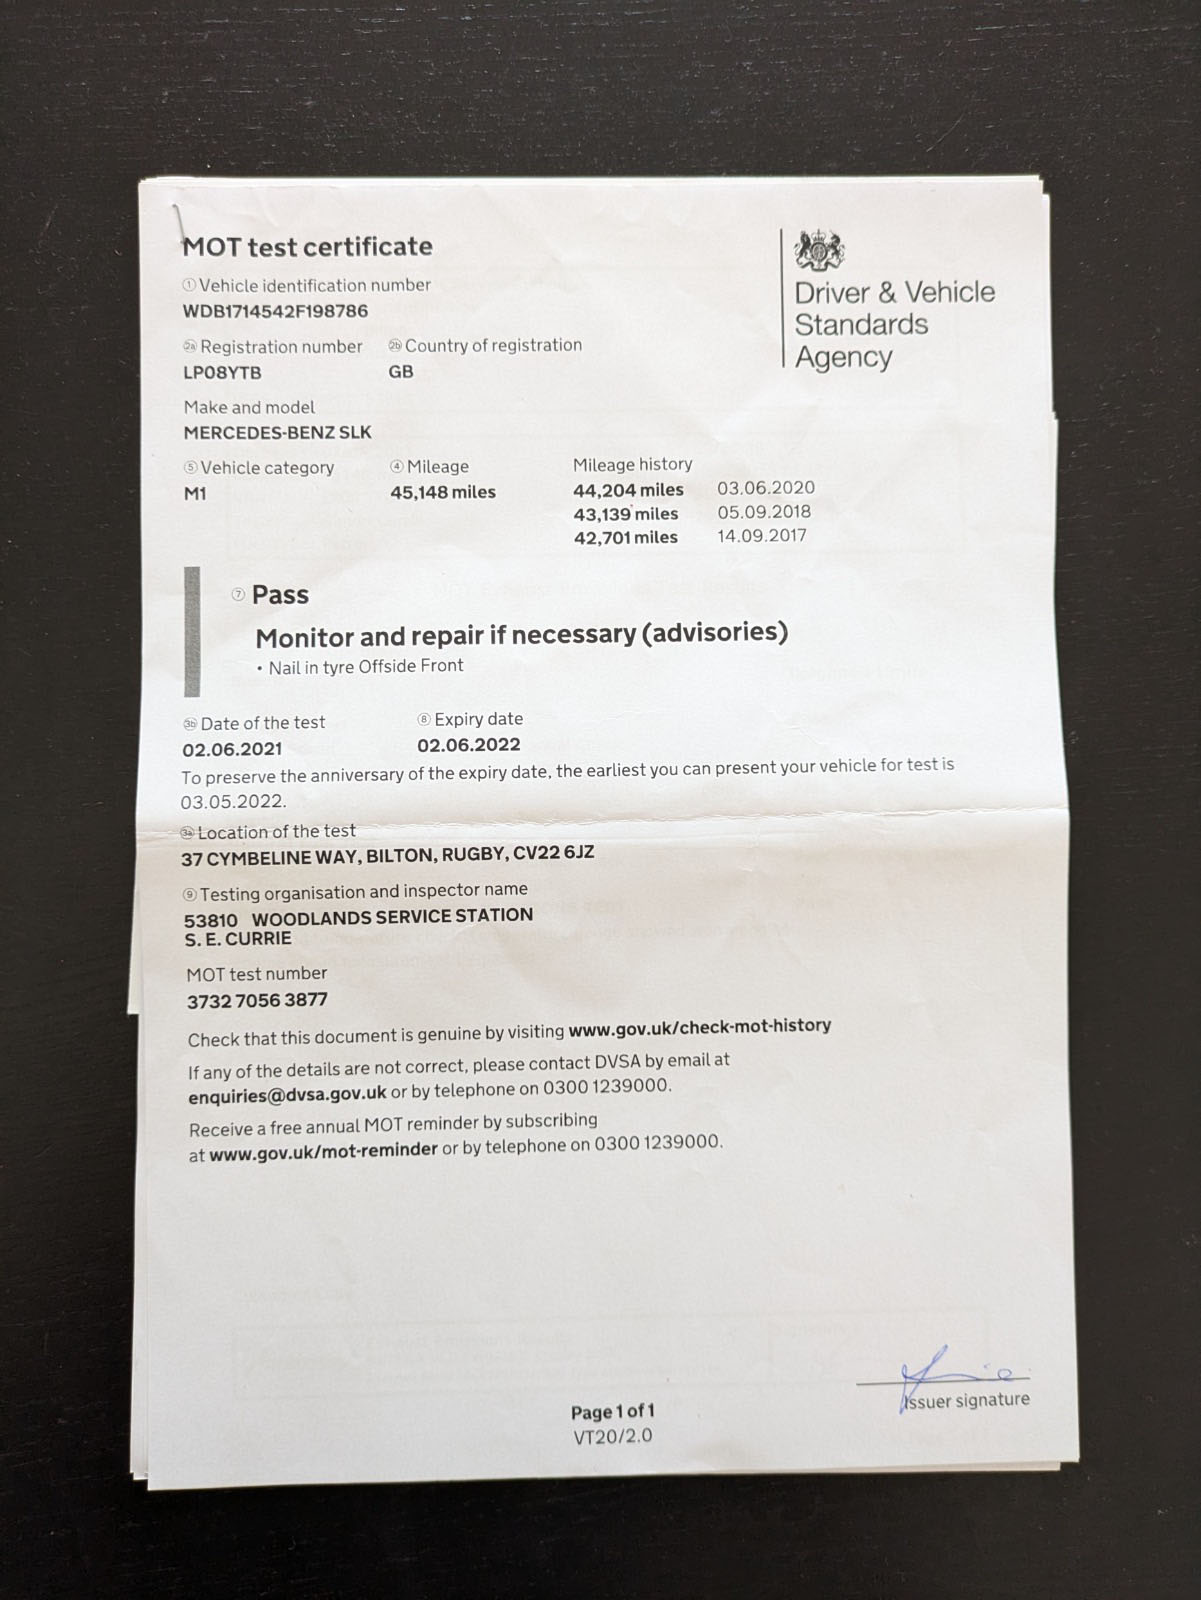 MOT test certificate
① Vehicle identification number
WDB1714542F198786
2a Registration number 2b Country of registration
LP08YTB GB
Make and model
MERCEDES-BENZ SLK
⑤ Vehicle category ④ Mileage Mileage history
M1 45,148 miles 44,204 miles 03.06.2020
43,139 miles 05.09.2018
42,701 miles 14.09.2017
⑦ Pass
Monitor and repair if necessary (advisories)
• Nail in tyre Offside Front
3b Date of the test ⑧ Expiry date
02.06.2021 02.06.2022
To preserve the anniversary of the expiry date, the earliest you can present your vehicle for test is
03.05.2022.
3a Location of the test
37 CYMBELINE WAY, BILTON, RUGBY, CV22 6JZ
⑨ Testing organisation and inspector name
53810 WOODLANDS SERVICE STATION
S. E. CURRIE
MOT test number
3732 7056 3877
Check that this document is genuine by visiting www.gov.uk/check-mot-history
If any of the details are not correct, please contact DVSA by email at
enquiries@dvsa.gov.uk or by telephone on 0300 1239000.
Receive a free annual MOT reminder by subscribing
at www.gov.uk/mot-reminder or by telephone on 0300 1239000.
Driver & Vehicle
Standards
Agency
Issuer signature
Page 1 of 1
VT20/2.0